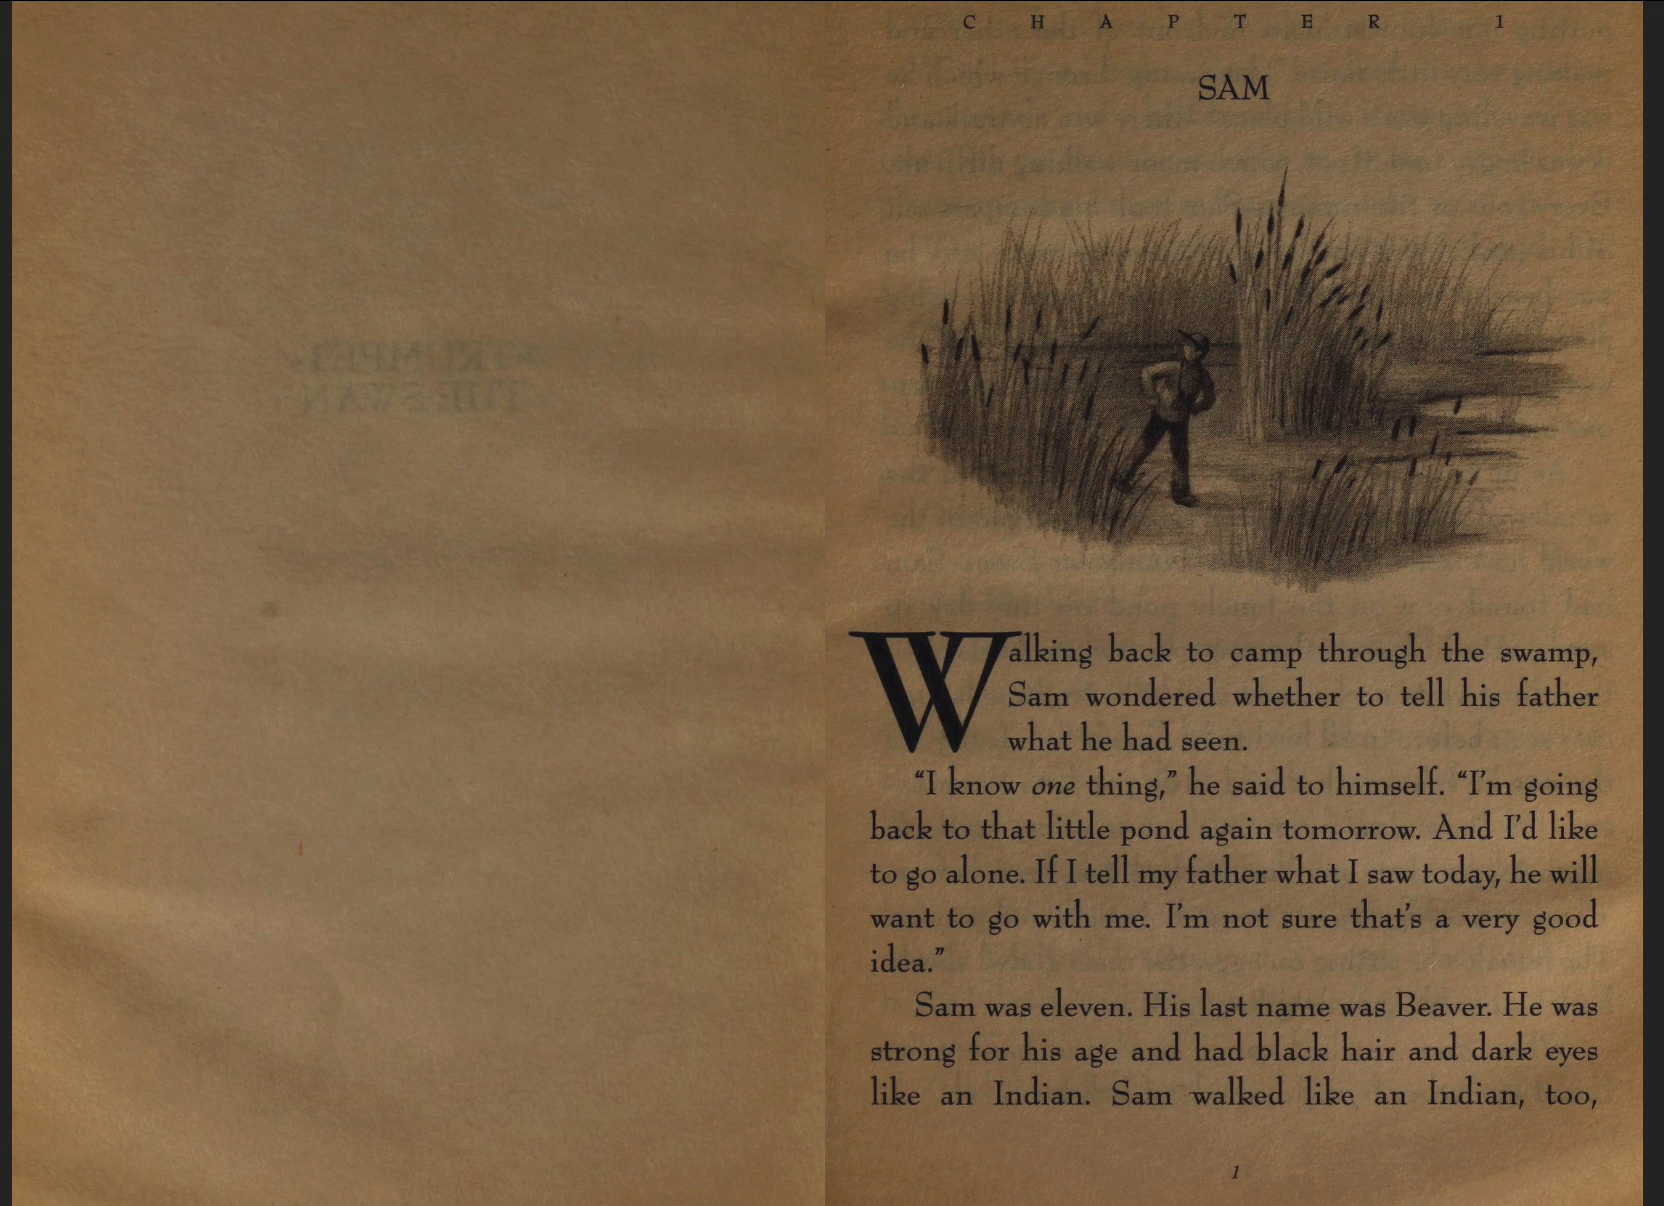 CHAPTER 1
SAM
Walking back to camp through the swamp,
Sam wondered whether to tell his father
what he had seen.
“I know one thing,” he said to himself. “I’m going
back to that little pond again tomorrow. And I’d like
to go alone. If I tell my father what I saw today, he will
want to go with me. I’m not sure that’s a very good
idea.”
Sam was eleven. His last name was Beaver. He was
strong for his age and had black hair and dark eyes
like an Indian. Sam walked like an Indian, too,
1